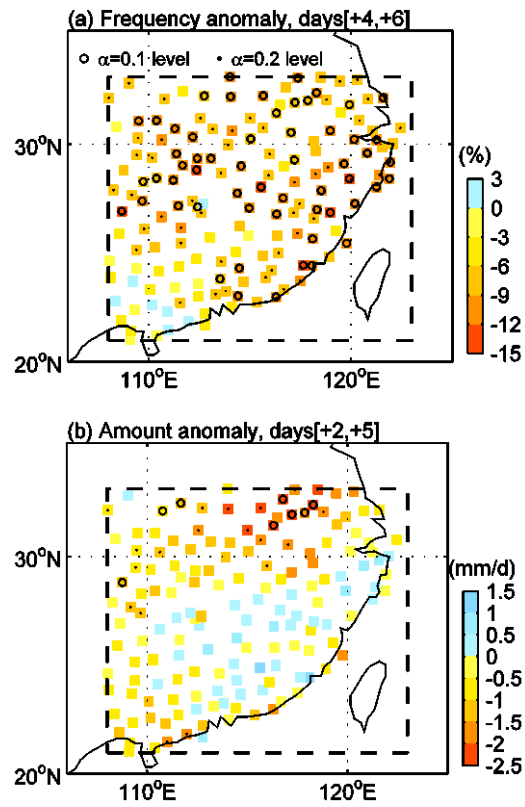 (a) Frequency anomaly, days[+4,+6]
α=0.1 level
α=0.2 level
30°N
20°N
110°E
120°E
(%)
3
0
-3
-6
-9
-12
-15
(b) Amount anomaly, days[+2,+5]
30°N
20°N
110°E
120°E
(mm/d)
1.5
1
0.5
0
-0.5
-1
-1.5
-2
-2.5